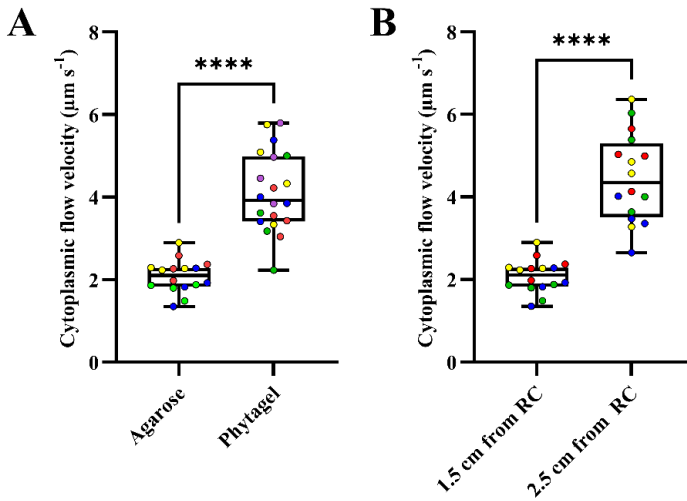 A
Cytoplasmic flow velocity (µm s⁻¹)
8
6
4
2
0
****
Agarose
Phytagel
B
Cytoplasmic flow velocity (µm s⁻¹)
8
6
4
2
0
****
1.5 cm from RC
2.5 cm from RC